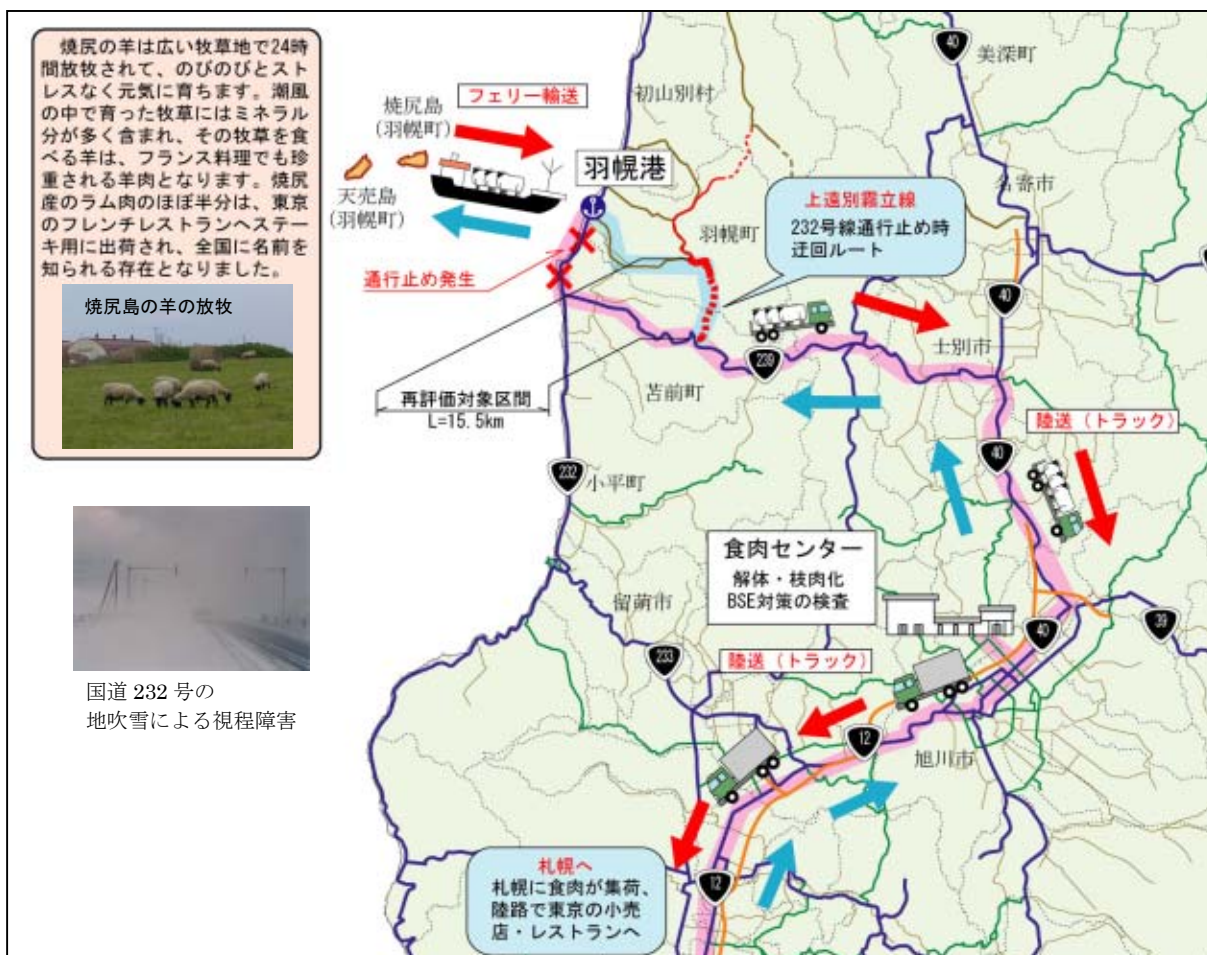 焼尻の羊は広い牧草地で24時
間放牧されて、のびのびとスト
レスなく元気に育ちます。潮風
の中で育った牧草にはミネラル
分が多く含まれ、その牧草を食
べる羊は、フランス料理でも珍
重される羊肉となります。焼尻
産のラム肉のほぼ半分は、東京
のフレンチレストランへステー
キ用に出荷され、全国に名前を
知られる存在となりました。
焼尻島の羊の放牧
国道 232 号の
地吹雪による視程障害
フェリー輸送
焼尻島
(羽幌町)
天売島
(羽幌町)
羽幌港
初山別村
40
美深町
名寄市
上遠別霧立線
232号線通行止め時
迂回ルート
羽幌町
通行止め発生
40
士別市
239
苫前町
再評価対象区間
L=15.5km
陸送（トラック）
40
232
小平町
食肉センター
解体・枝肉化
BSE対策の検査
留萌市
233
39
40
陸送（トラック）
12
旭川市
札幌へ
札幌に食肉が集荷、
陸路で東京の小売
店・レストランへ
12